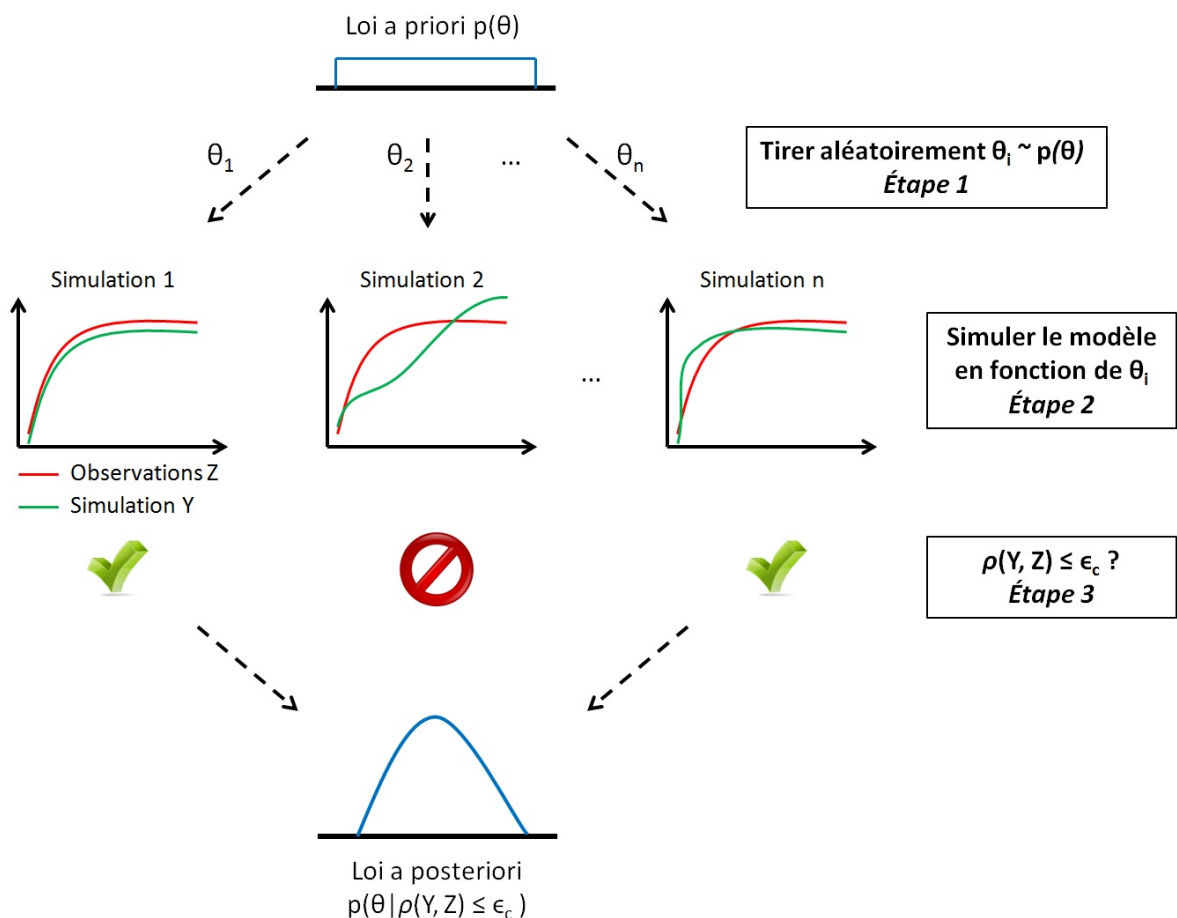 Loi a priori p(θ)
θ1
θ2
...
θn
Tirer aléatoirement θi ~ p(θ)
Étape 1
Simulation 1
Simulation 2
Simulation n
...
Simuler le modèle
en fonction de θi
Étape 2
Observations Z
Simulation Y
ρ(Y, Z) ≤ ϵc ?
Étape 3
Loi a posteriori
p(θ|ρ(Y, Z) ≤ ϵc )